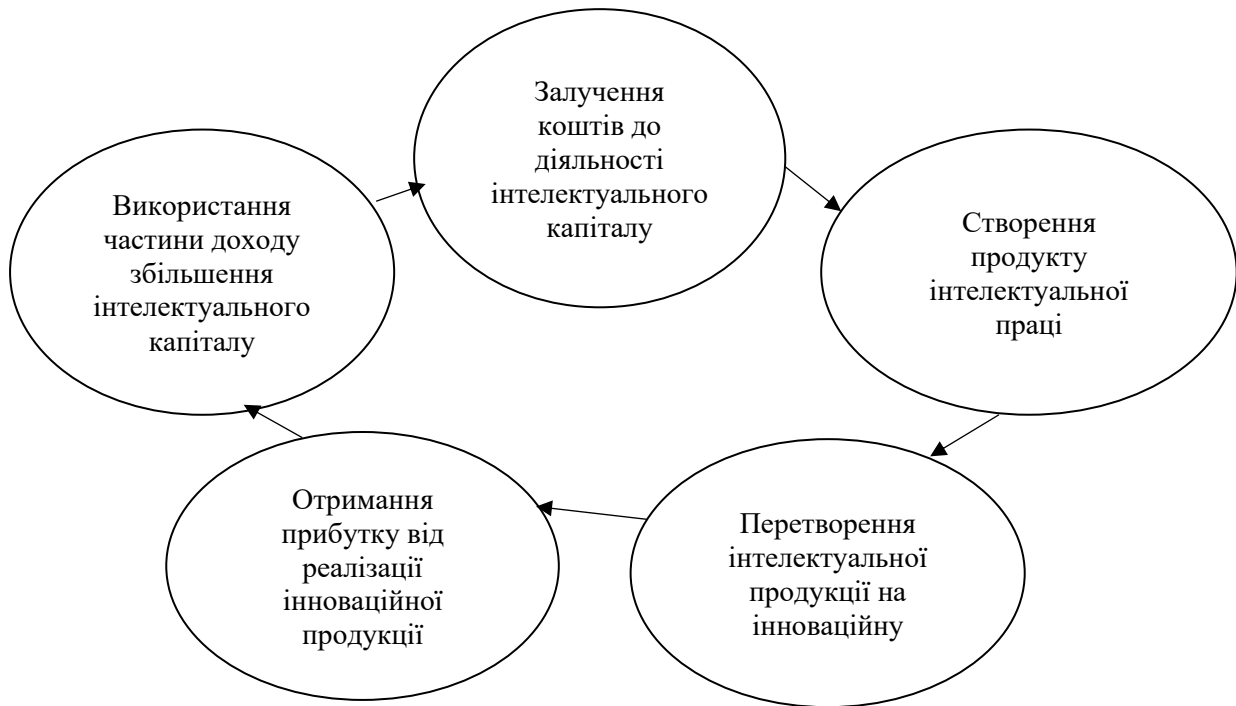 Залучення
коштів до
діяльності
інтелектуального
капіталу
Створення
продукту
інтелектуальної
праці
Перетворення
інтелектуальної
продукції на
інноваційну
Отримання
прибутку від
реалізації
інноваційної
продукції
Використання
частини доходу
збільшення
інтелектуального
капіталу